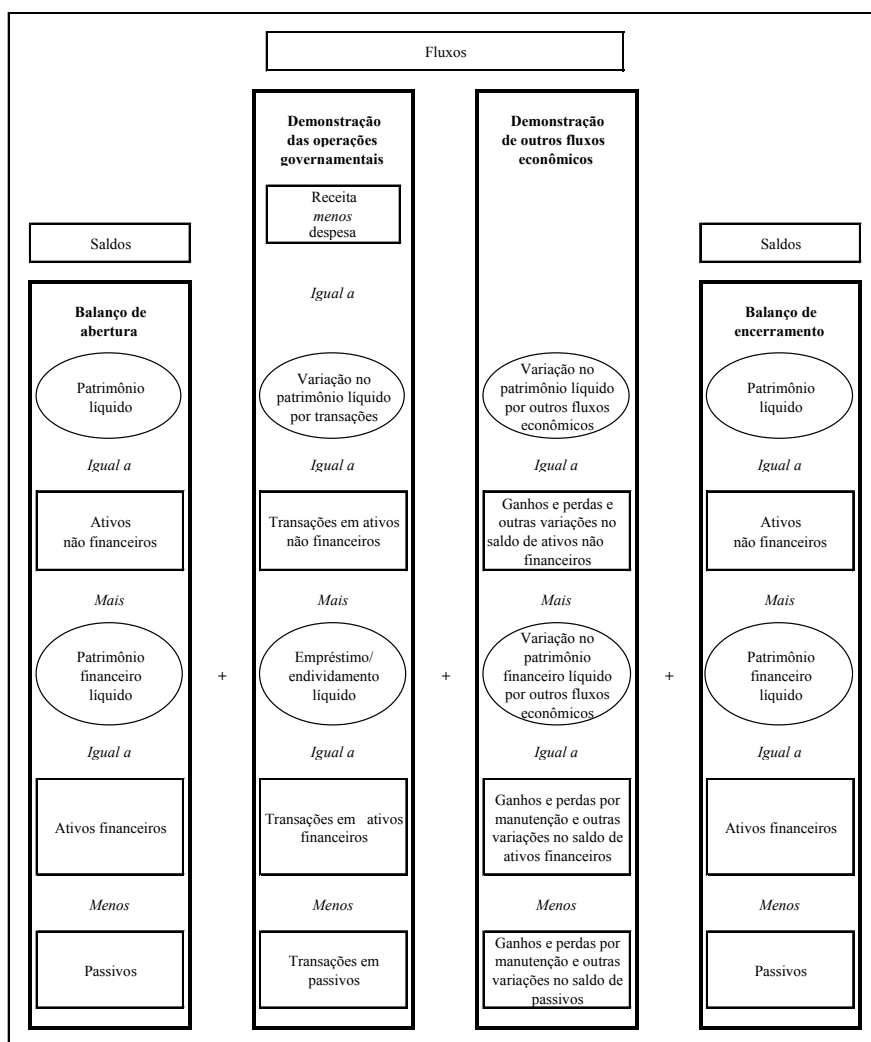 Fluxos
Demonstração
das operações
governamentais
Receita
menos
despesa
Igual a
Demonstração
de outros fluxos
econômicos
Saldos
Saldos
Balanço de
abertura
Patrimônio
líquido
Igual a
Ativos
não financeiros
Mais
Patrimônio
financeiro
líquido
Igual a
Ativos financeiros
Menos
Passivos
+
Variação no
patrimônio líquido
por transações
Igual a
Transações em ativos
não financeiros
Mais
Empréstimo/
endividamento
líquido
Igual a
Transações em ativos
financeiros
Menos
Transações em
passivos
+
Variação no
patrimônio líquido
por outros fluxos
econômicos
Igual a
Ganhos e perdas e
outras variações no
saldo de ativos não
financeiros
Mais
Variação no
patrimônio
financeiro líquido
por outros fluxos
econômicos
Igual a
Ganhos e perdas por
manutenção e outras
variações no saldo de
ativos financeiros
Menos
Ganhos e perdas por
manutenção e outras
variações no saldo de
passivos
+
Balanço de
encerramento
Patrimônio
líquido
Igual a
Ativos
não financeiros
Mais
Patrimônio
financeiro
líquido
Igual a
Ativos financeiros
Menos
Passivos